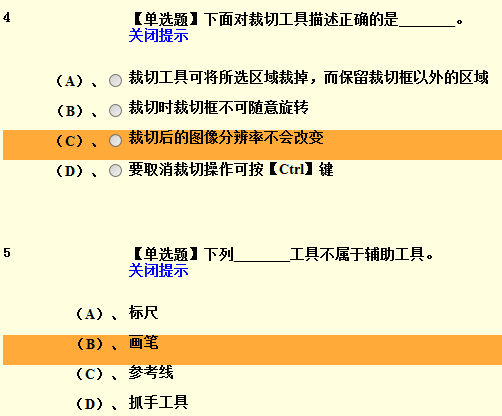 4 【单选题】下面对裁切工具描述正确的是_______。
关闭提示
（A）、裁切工具可将所选区域裁掉，而保留裁切框以外的区域
（B）、裁切时裁切框不可随意旋转
（C）、裁切后的图像分辨率不会改变
（D）、要取消裁切操作可按【Ctrl】键
5 【单选题】下列_______工具不属于辅助工具。
关闭提示
（A）、标尺
（B）、画笔
（C）、参考线
（D）、抓手工具